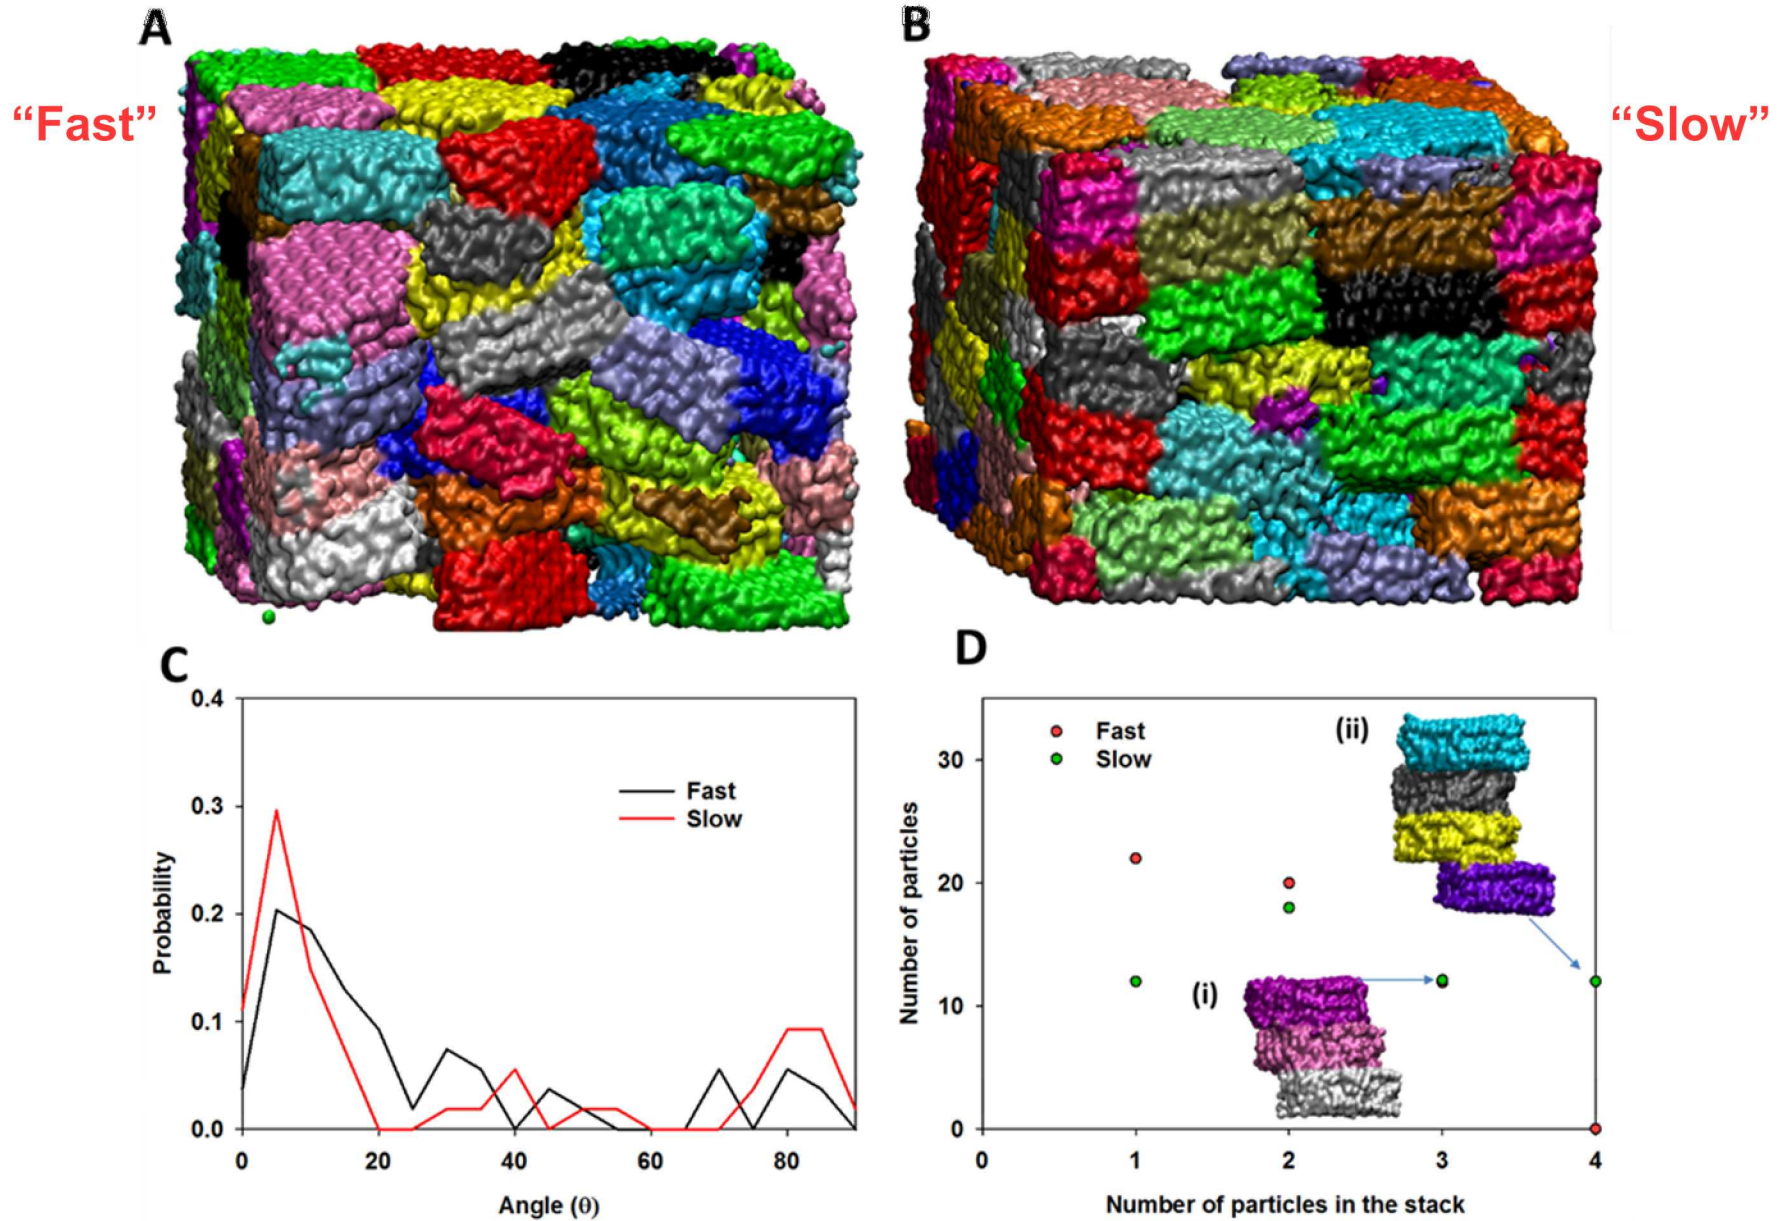 A
B
“Fast”
“Slow”
C
D
0.4
0.3
0.2
0.1
0.0
Probability
Fast
Slow
0
20
40
60
80
Angle (θ)
30
20
10
0
Number of particles
Fast
Slow
(ii)
(i)
0
1
2
3
4
Number of particles in the stack